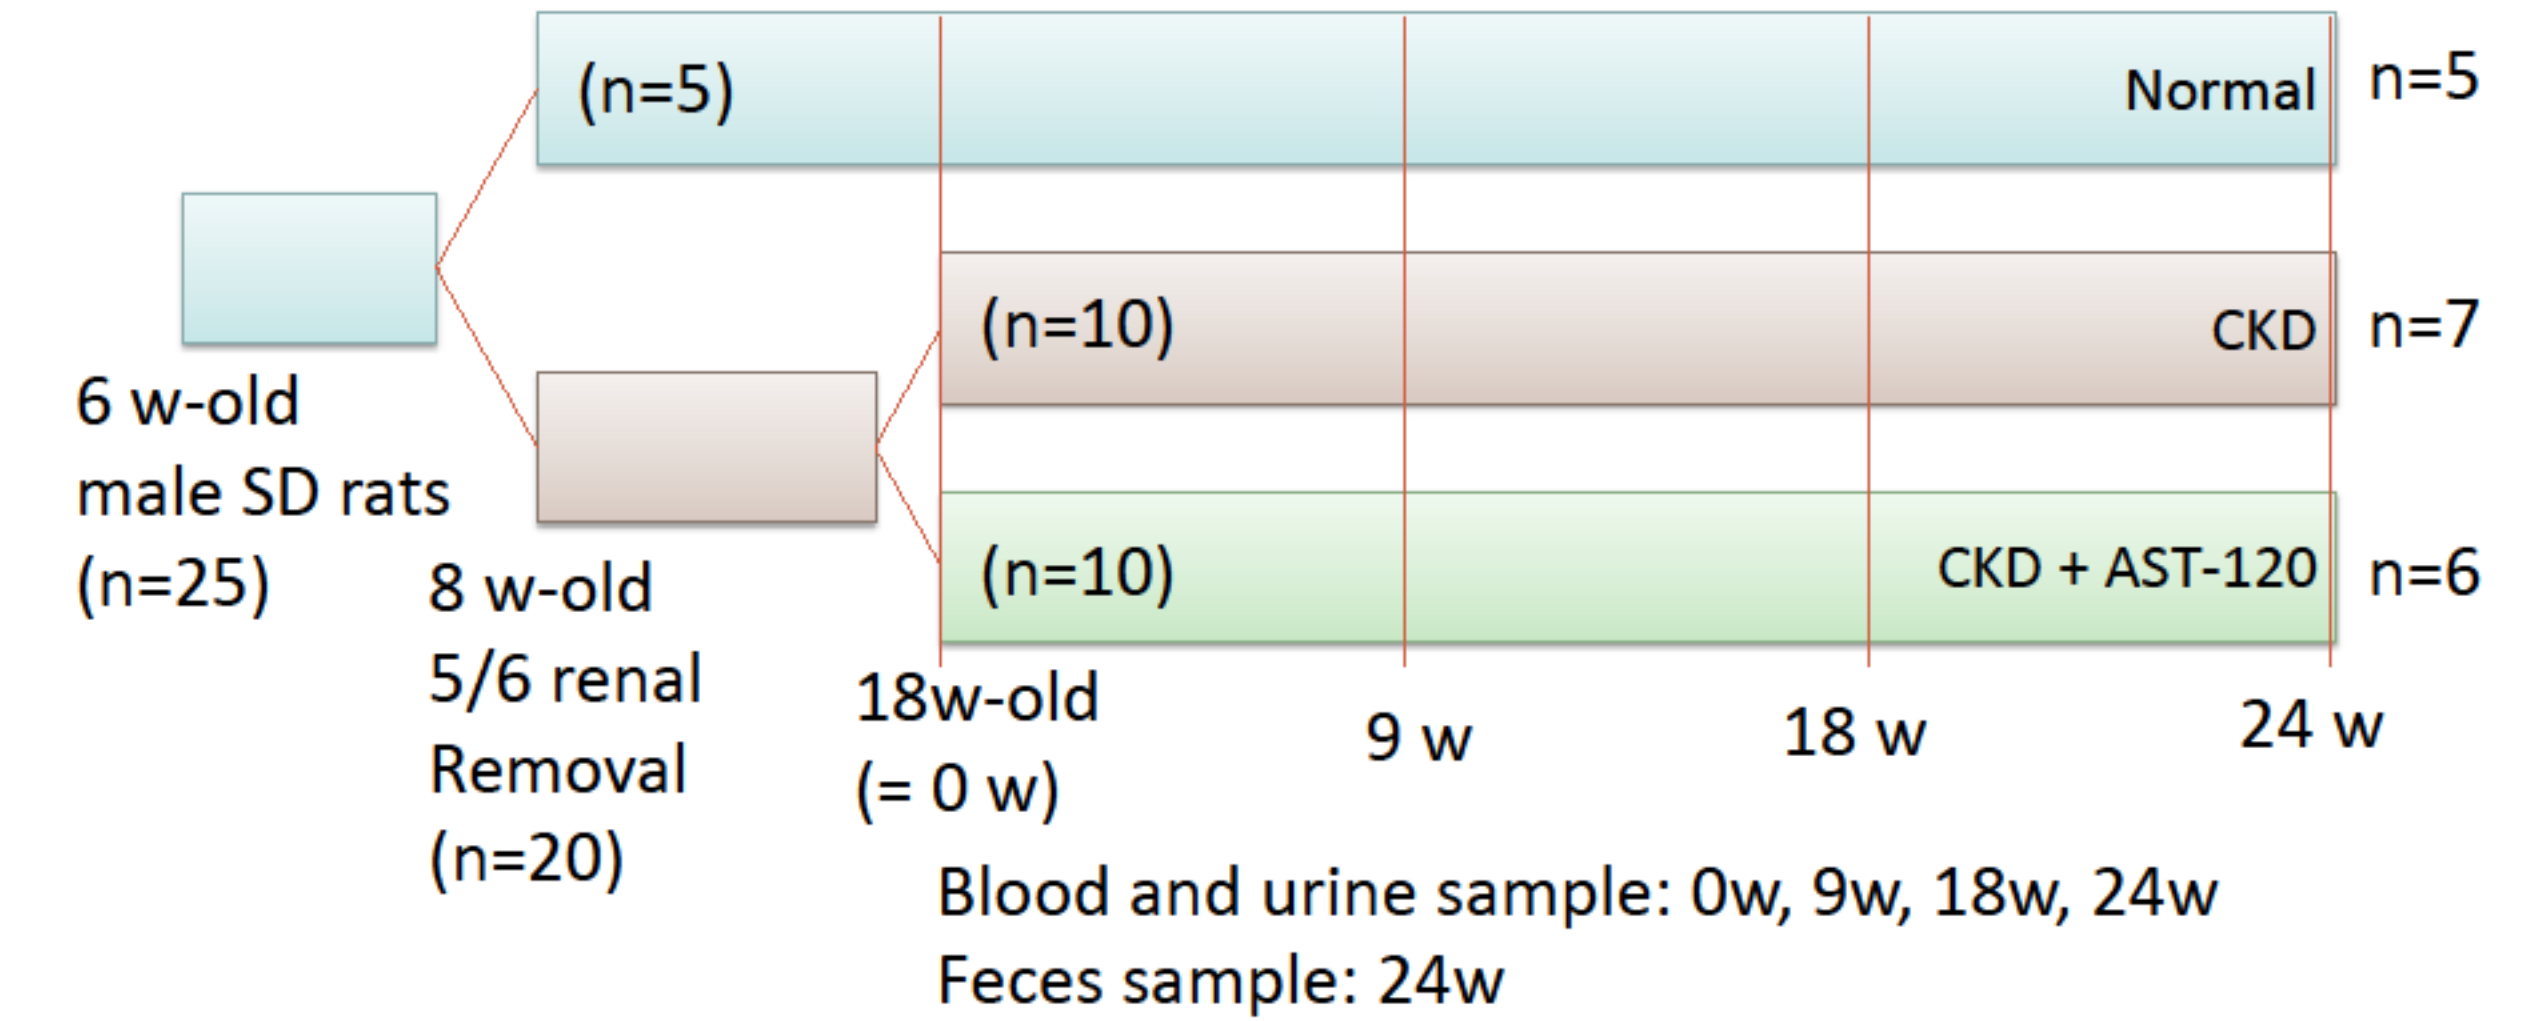 (n=5)
Normal
n=5
6 w-old
male SD rats
(n=25)
8 w-old
5/6 renal
Removal
(n=20)
(n=10)
CKD
n=7
(n=10)
CKD + AST-120
n=6
18w-old
(= 0 w)
9 w
18 w
24 w
Blood and urine sample: 0w, 9w, 18w, 24w
Feces sample: 24w